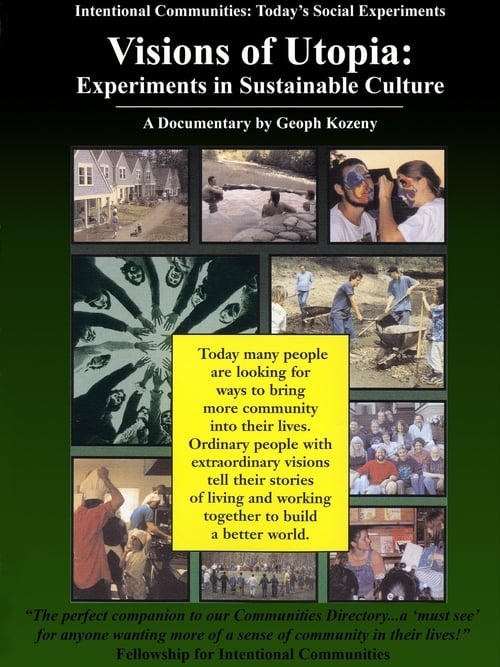 Intentional Communities: Today's Social Experiments
Visions of Utopia:
Experiments in Sustainable Culture
A Documentary by Geoph Kozeny
Today many people
are looking for
ways to bring
more community
into their lives.
Ordinary people with
extraordinary visions
tell their stories
of living and working
together to build
a better world.
"The perfect companion to our Communities Directory...a 'must see'
for anyone wanting more of a sense of community in their lives!"
Fellowship for Intentional Communities